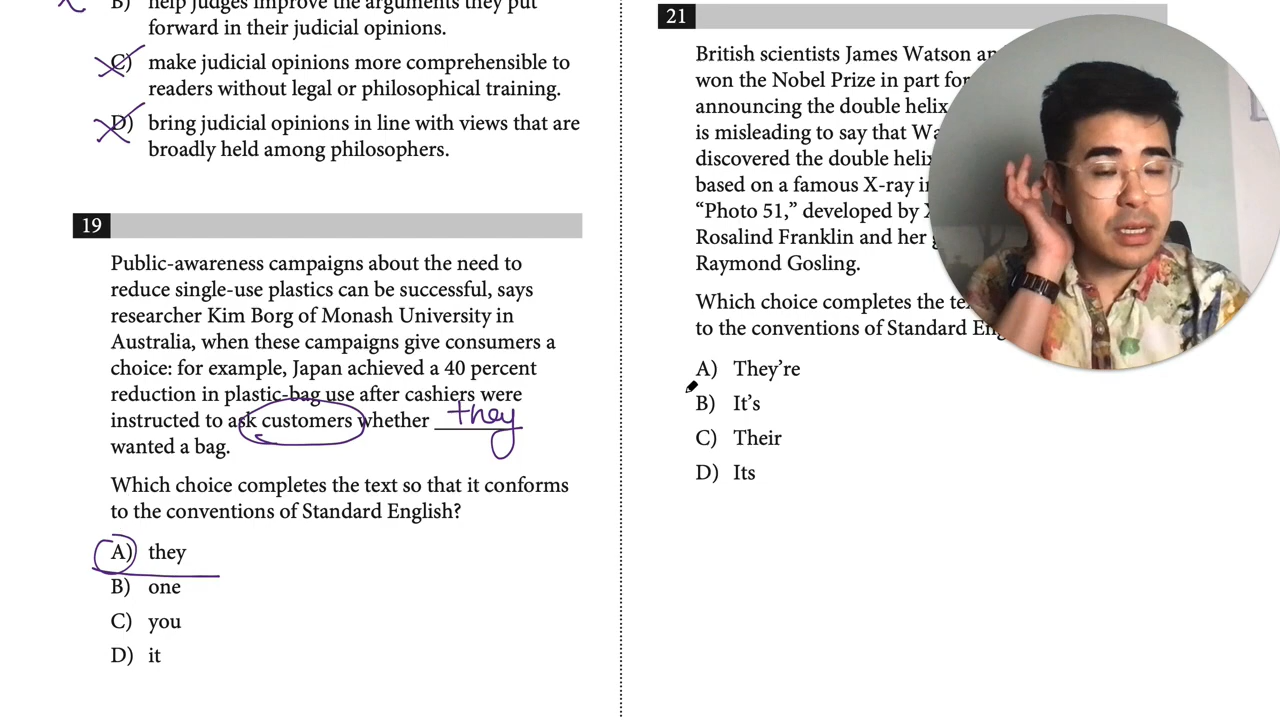 B) help judges improve the arguments they put
forward in their judicial opinions.
C) make judicial opinions more comprehensible to
readers without legal or philosophical training.
D) bring judicial opinions in line with views that are
broadly held among philosophers.
19
Public-awareness campaigns about the need to
reduce single-use plastics can be successful, says
researcher Kim Borg of Monash University in
Australia, when these campaigns give consumers a
choice: for example, Japan achieved a 40 percent
reduction in plastic-bag use after cashiers were
instructed to ask customers whether they
wanted a bag.
Which choice completes the text so that it conforms
to the conventions of Standard English?
A) they
B) one
C) you
D) it
21
British scientists James Watson
won the Nobel Prize in part for
announcing the double helix
is misleading to say that
discovered the double helix
based on a famous X-ray
“Photo 51,” developed by
Rosalind Franklin and her
Raymond Gosling.
Which choice completes the
to the conventions of Standard
A) They’re
B) It’s
C) Their
D) Its